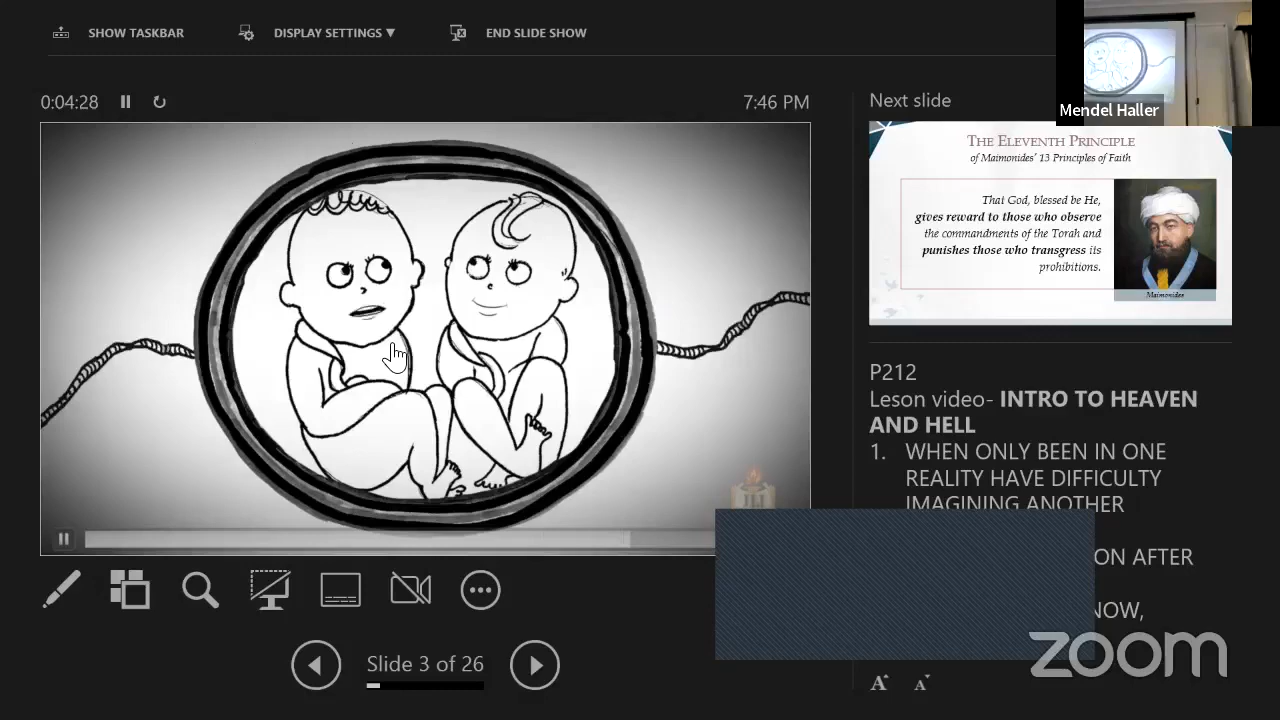 SHOW TASKBAR
DISPLAY SETTINGS ▼
END SLIDE SHOW
Mendel Haller
0:04:28
7:46 PM
Next slide
THE ELEVENTH PRINCIPLE
of Maimonides' 13 Principles of Faith
That God, blessed be He,
gives reward to those who observe
the commandments of the Torah and
punishes those who transgress its
prohibitions.
Maimonides
P212
Leson video- INTRO TO HEAVEN
AND HELL
1. WHEN ONLY BEEN IN ONE
REALITY HAVE DIFFICULTY
IMAGINING ANOTHER
ON AFTER
NOW,
Slide 3 of 26
zoom
A A